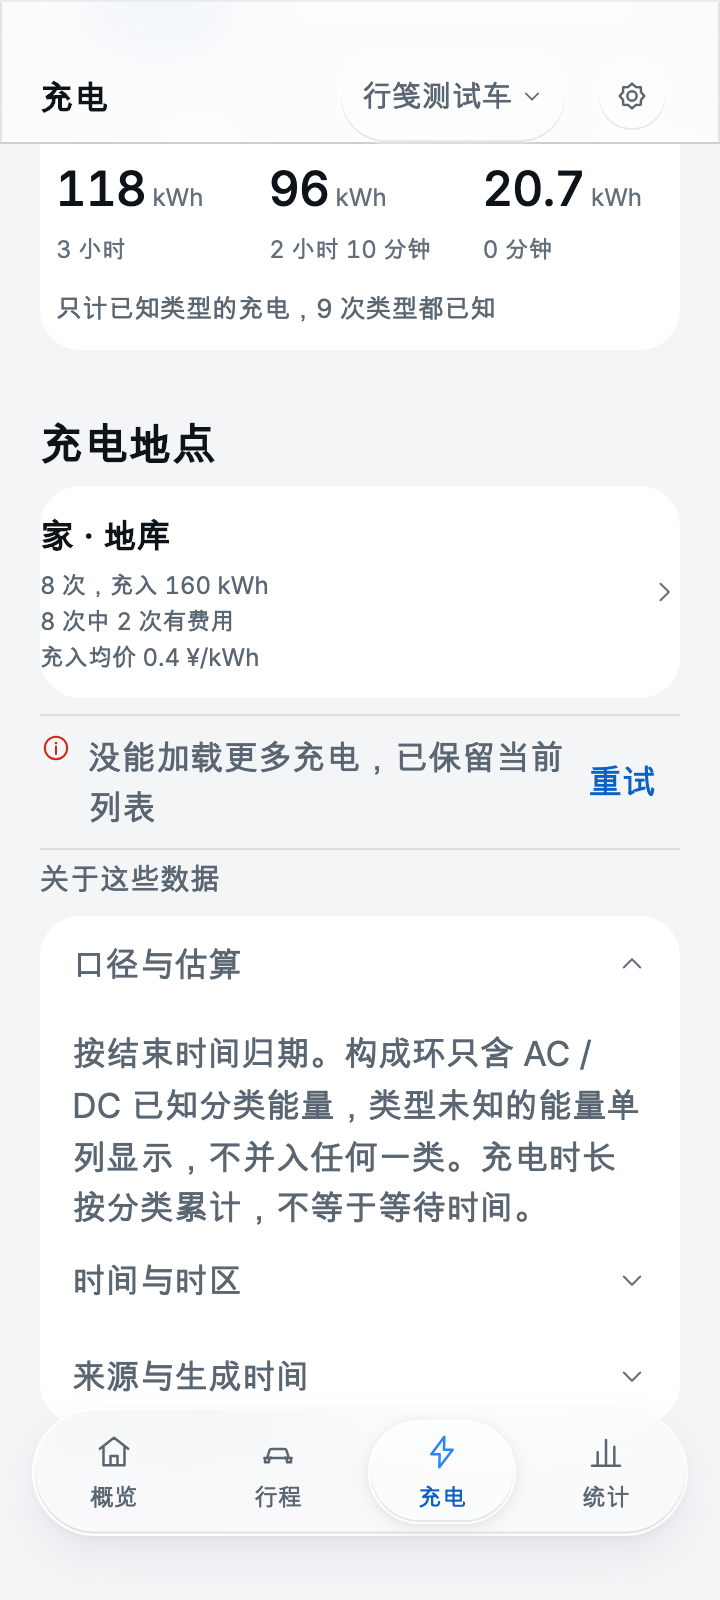 充电
行笺测试车
118 kWh
96 kWh
20.7 kWh
3 小时
2 小时 10 分钟
0 分钟
只计已知类型的充电，9 次类型都已知
充电地点
家 · 地库
8 次，充入 160 kWh
8 次中 2 次有费用
充入均价 0.4 ¥/kWh
没能加载更多充电，已保留当前
列表
重试
关于这些数据
口径与估算
按结束时间归期。构成环只含 AC /
DC 已知分类能量，类型未知的能量单
列显示，不并入任何一类。充电时长
按分类累计，不等于等待时间。
时间与时区
来源与生成时间
概览
行程
充电
统计